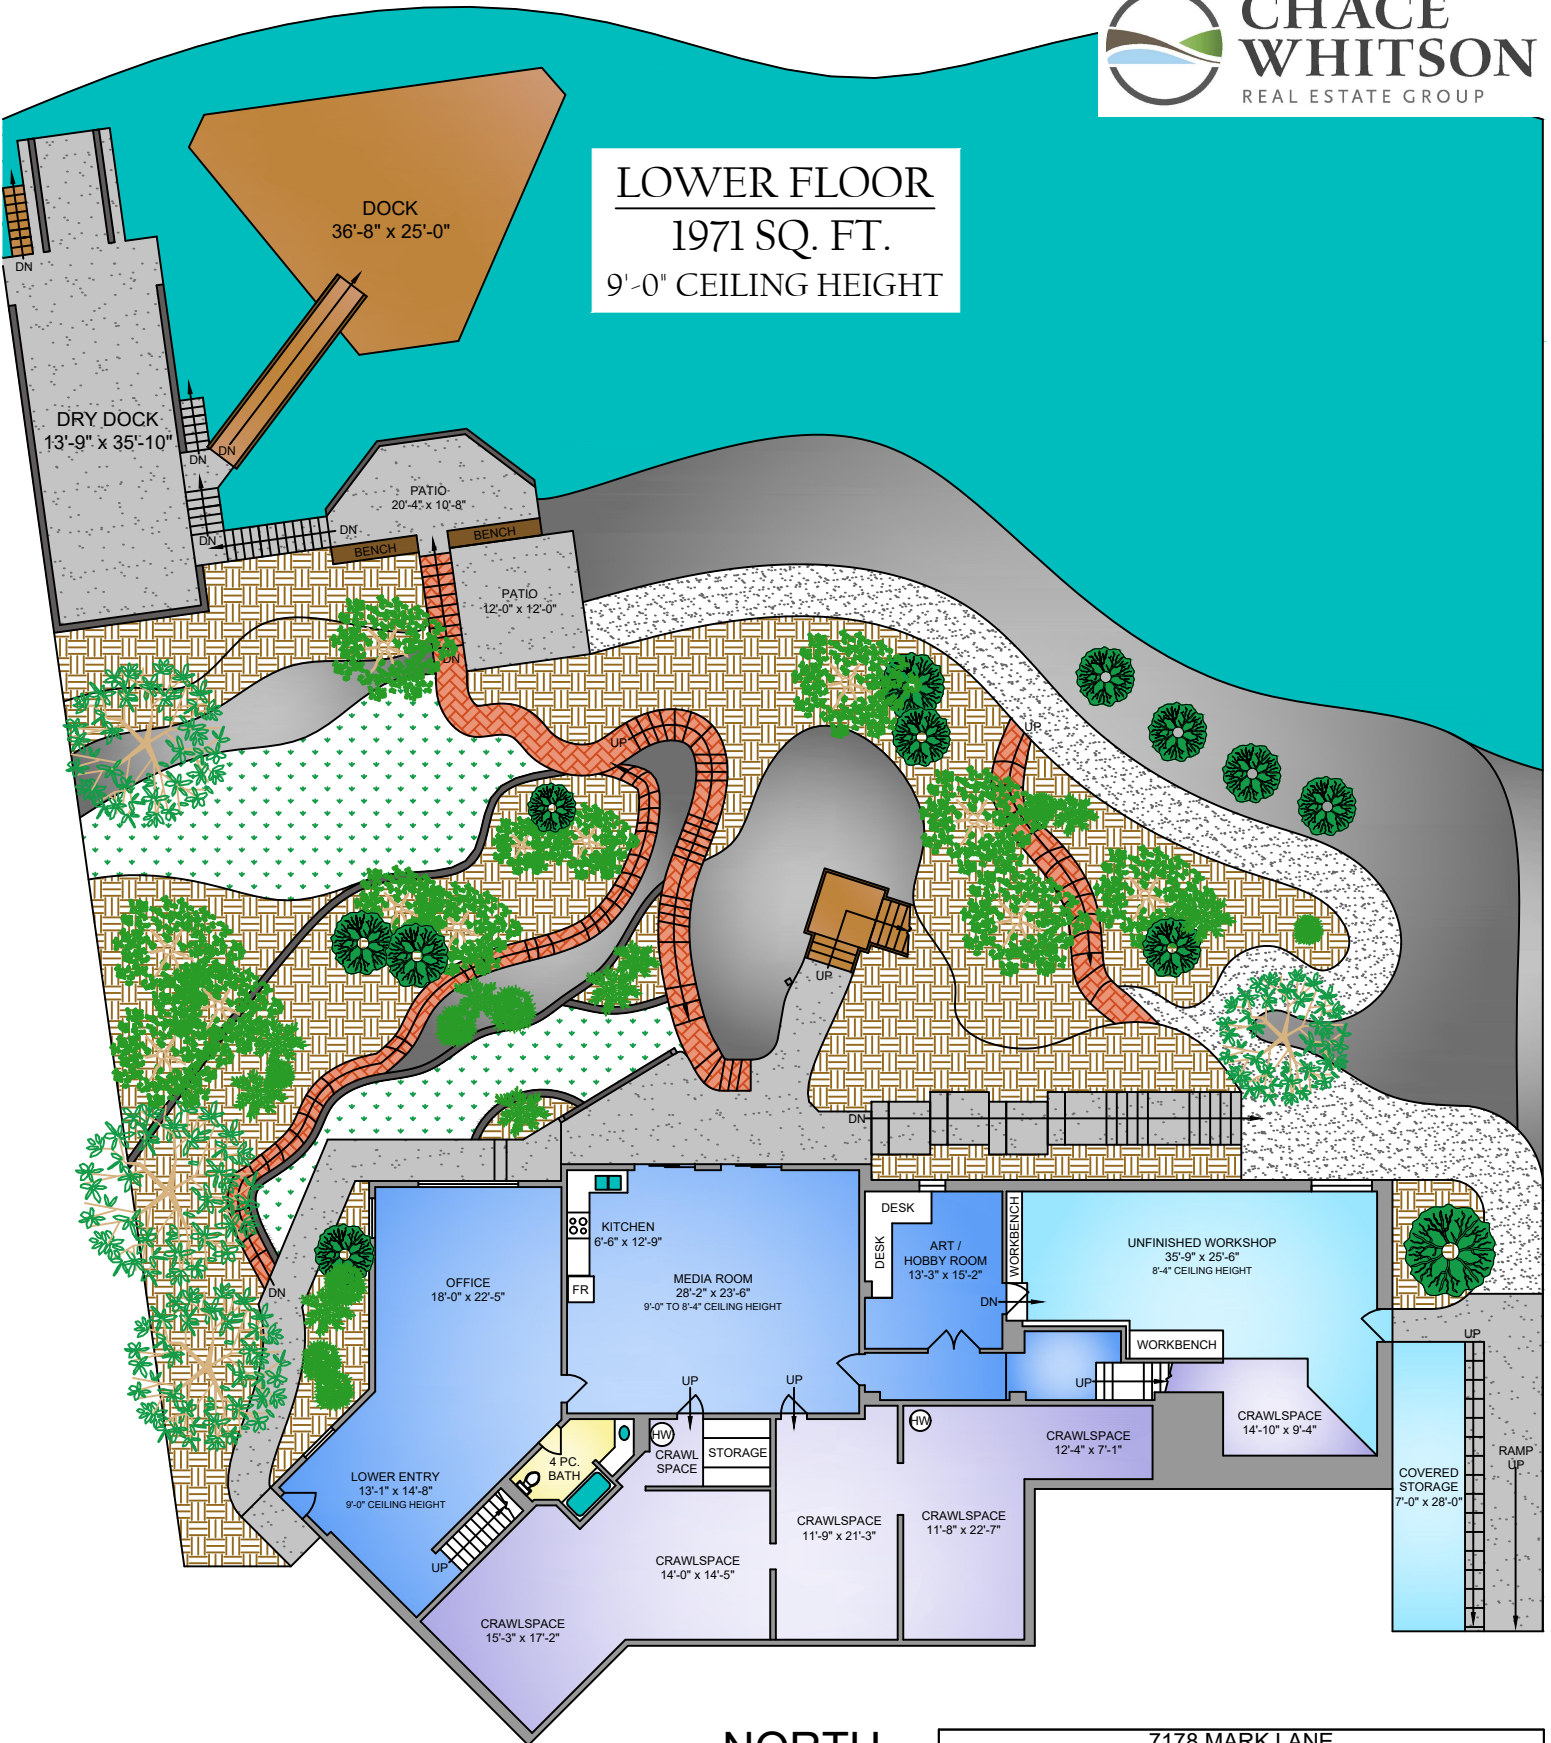 CHACE
WHITSON
REAL ESTATE GROUP
LOWER FLOOR
1971 SQ. FT.
9'-0" CEILING HEIGHT
DOCK
36'-8" x 25'-0"
DN
DRY DOCK
13'-9" x 35'-10"
DN
DN
DN
DN
PATIO
20'-4" x 10'-8"
BENCH
BENCH
PATIO
12'-0" x 12'-0"
DN
UP
UP
UP
DN
DN
KITCHEN
6'-6" x 12'-9"
FR
OFFICE
18'-0" x 22'-5"
MEDIA ROOM
28'-2" x 23'-6"
9'-0" TO 8'-4" CEILING HEIGHT
DESK
DESK
ART /
HOBBY ROOM
13'-3" x 15'-2"
WORKBENCH
DN
UNFINISHED WORKSHOP
35'-9" x 25'-6"
8'-4" CEILING HEIGHT
WORKBENCH
UP
UP
UP
UP
HW
CRAWL
SPACE
STORAGE
HW
CRAWLSPACE
12'-4" x 7'-1"
CRAWLSPACE
14'-10" x 9'-4"
COVERED
STORAGE
7'-0" x 28'-0"
RAMP
UP
4 PC.
BATH
LOWER ENTRY
13'-1" x 14'-8"
9'-0" CEILING HEIGHT
UP
CRAWLSPACE
11'-9" x 21'-3"
CRAWLSPACE
11'-8" x 22'-7"
CRAWLSPACE
14'-0" x 14'-5"
CRAWLSPACE
15'-3" x 17'-2"
NORTH
7178 MARK LANE